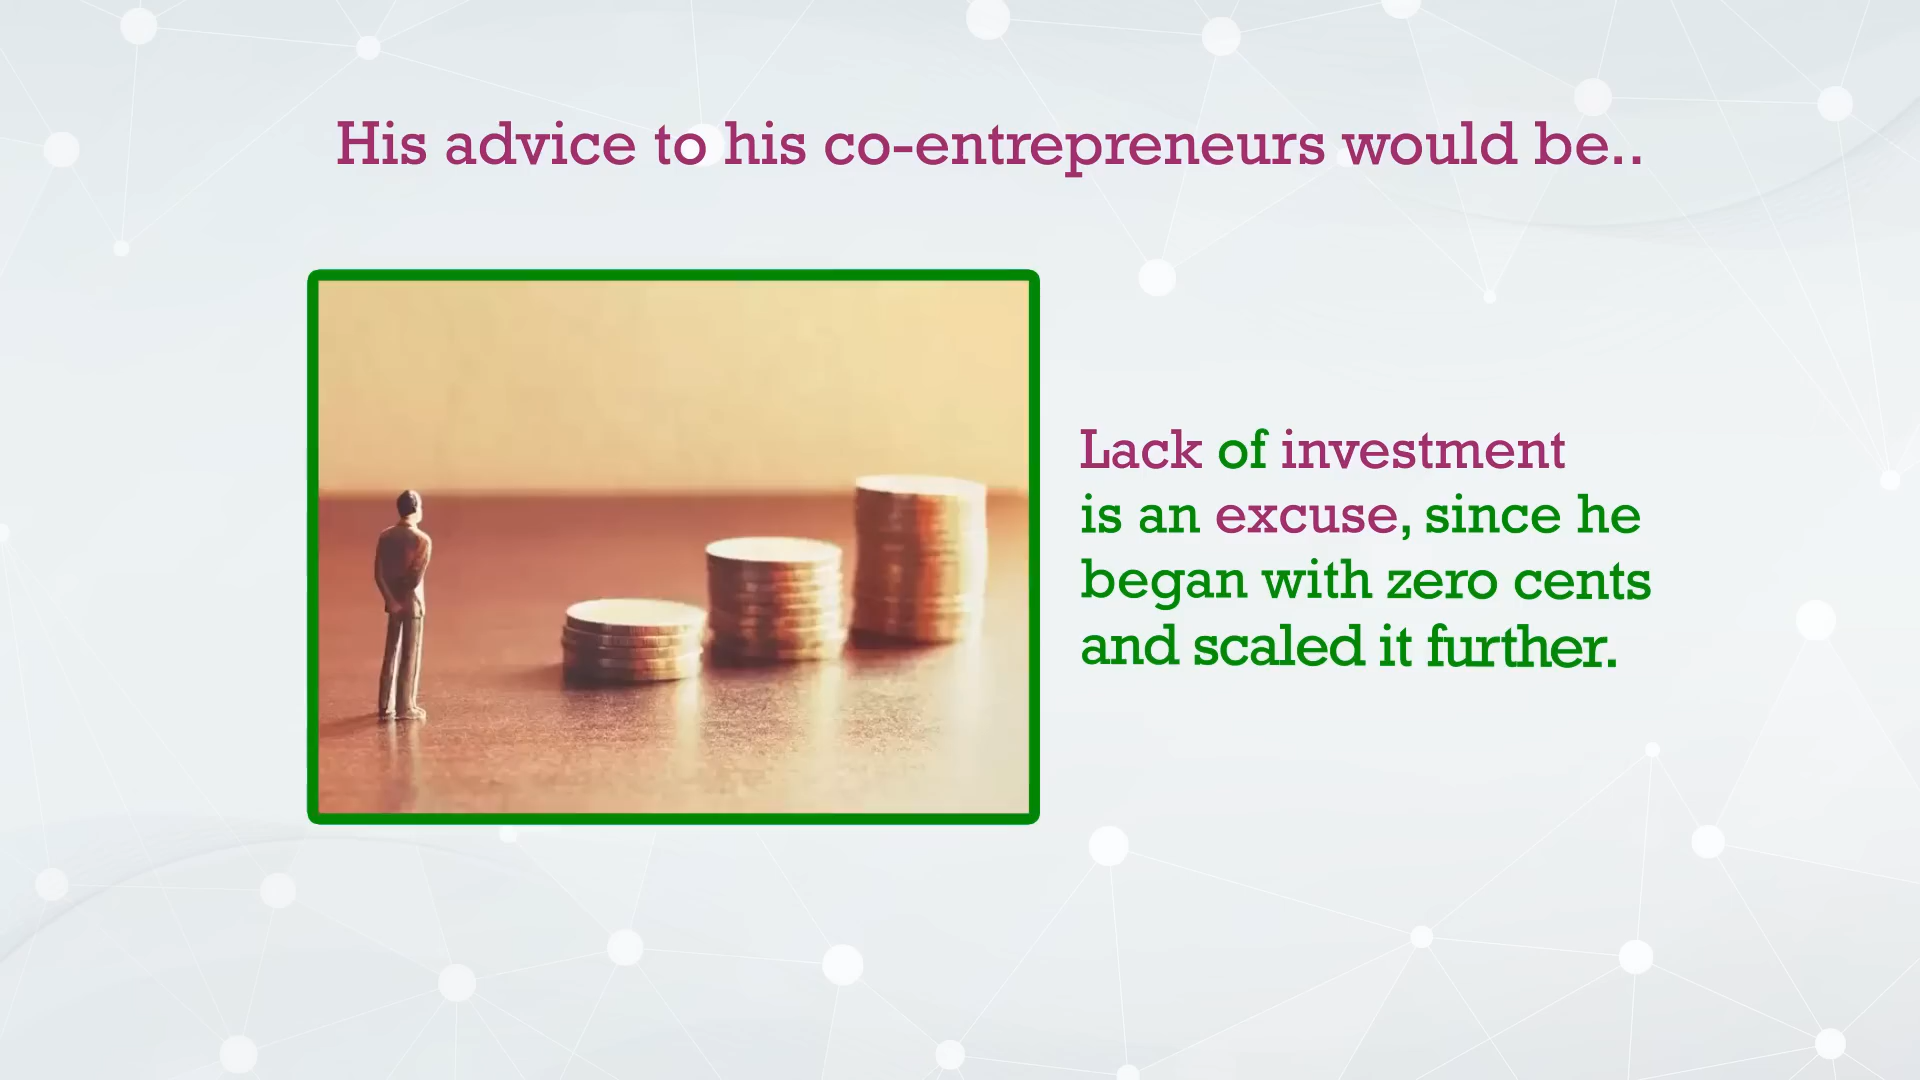 His advice to his co-entrepreneurs would be..
Lack of investment
is an excuse, since he
began with zero cents
and scaled it further.